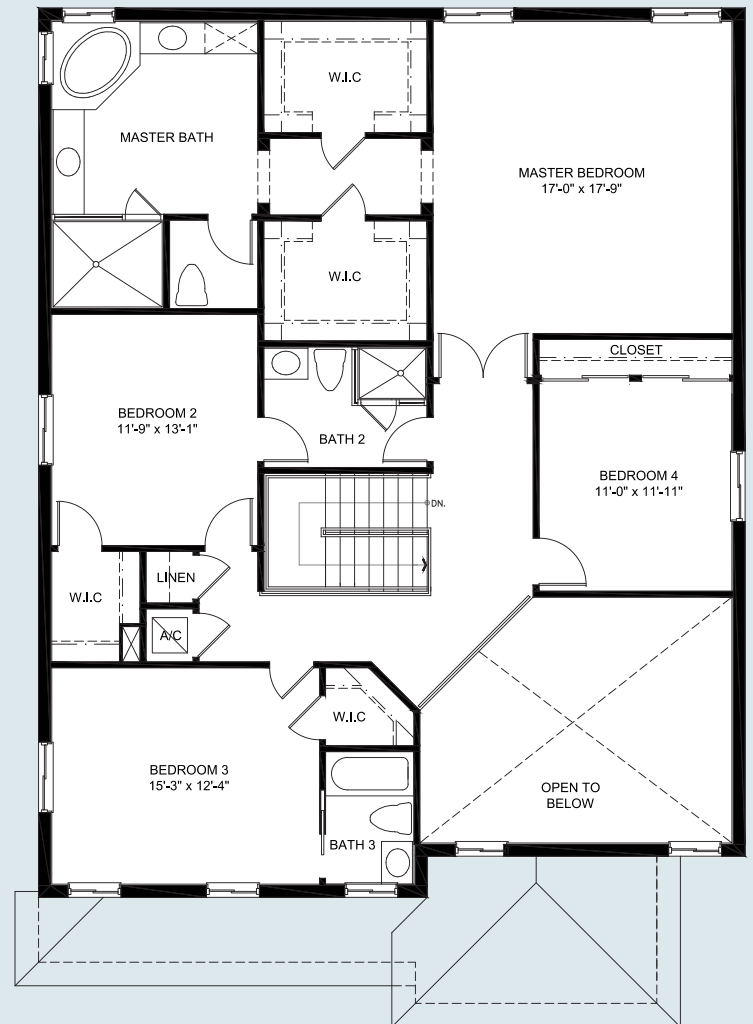 W.I.C
MASTER BATH
MASTER BEDROOM
17'-0" x 17'-9"
W.I.C
CLOSET
BEDROOM 2
11'-9" x 13'-1"
BATH 2
BEDROOM 4
11'-0" x 11'-11"
DN.
LINEN
W.I.C
A/C
W.I.C
BEDROOM 3
15'-3" x 12'-4"
OPEN TO
BELOW
BATH 3